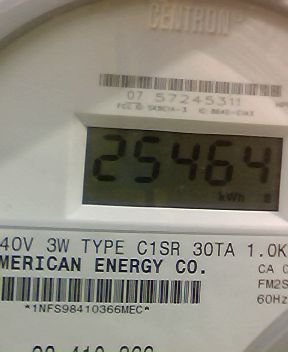 CENTRON®
07 57245311
25464
kWh
40V 3W TYPE C1SR 30TA 1.0K
MERICAN ENERGY CO.
CA 0
FM2S
*1NFS98410366MEC*
60Hz